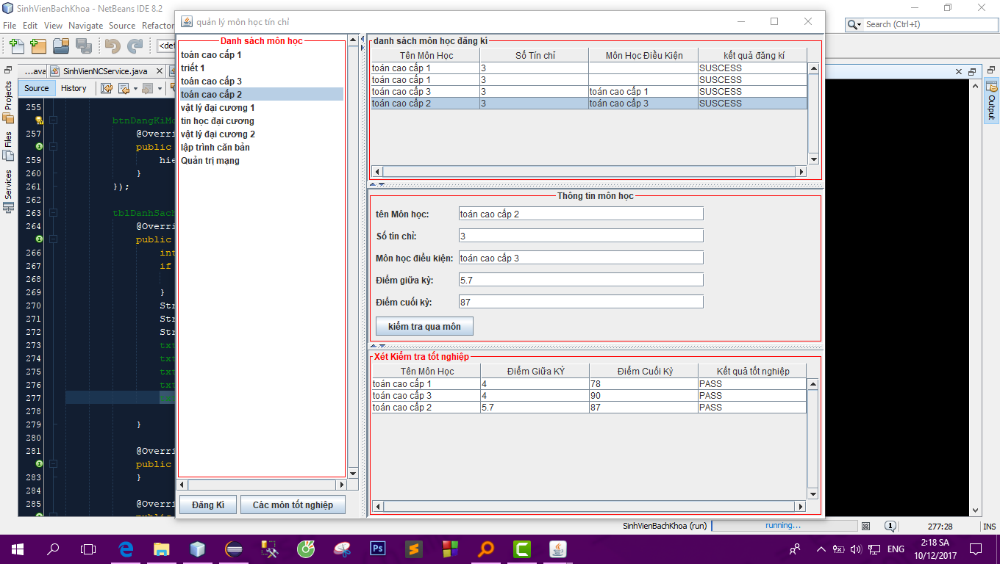 SinhVienBachKhoa - NetBeans IDE 8.2
File Edit View Navigate Source Refactor
Search (Ctrl+I)
<def
...ava SinhVienNCService.java
Source History
Projects
Files
Services
Output
255
btnDangKiMo
257 @Overri
public
259 hie
260 }
261 });
262
263 tblDanhSach
264 @Overri
public
266 int
267 if
268
269 }
270 Str
271 Str
272 Str
273 txt
274 txt
275 txt
276 txt
277 txt
278
279 }
280
281 @Overri
public
283 }
284
285 @Overri
quản lý môn học tín chỉ
Danh sách môn học
toán cao cấp 1
triết 1
toán cao cấp 3
toán cao cấp 2
vật lý đại cương 1
tin học đại cương
vật lý đại cương 2
lập trình căn bản
Quản trị mạng
Đăng Kí Các môn tốt nghiệp
danh sách môn học đăng kí
Tên Môn Học Số Tín chỉ Môn Học Điều Kiện kết quả đăng kí
toán cao cấp 1 3 SUSCESS
toán cao cấp 1 3 SUSCESS
toán cao cấp 3 3 toán cao cấp 1 SUSCESS
toán cao cấp 2 3 toán cao cấp 3 SUSCESS
Thông tin môn học
tên Môn học: toán cao cấp 2
Số tín chỉ: 3
Môn học điều kiện: toán cao cấp 3
Điểm giữa kỳ: 5.7
Điểm cuối kỳ: 87
kiểm tra qua môn
Xét Kiểm tra tốt nghiệp
Tên Môn Học Điểm Giữa KỲ Điểm Cuối Kỳ Kết quả tốt nghiệp
toán cao cấp 1 4 78 PASS
toán cao cấp 3 4 90 PASS
toán cao cấp 2 5.7 87 PASS
SinhVienBachKhoa (run) running... 1 277:28 INS
Ps
ENG
2:18 SA
10/12/2017